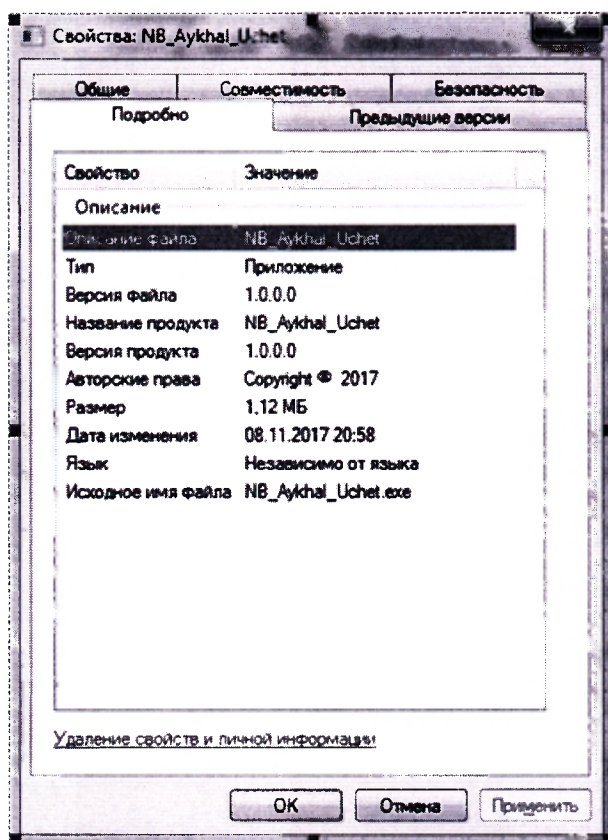 Свойства: NB_Aykhal_Uchet
Общие Совместимость Безопасность
Подробно Предыдущие версии
Свойство Значение
Описание
Описание файла NB_Aykhal_Uchet
Тип Приложение
Версия файла 1.0.0.0
Название продукта NB_Aykhal_Uchet
Версия продукта 1.0.0.0
Авторские права Copyright © 2017
Размер 1,12 МБ
Дата изменения 08.11.2017 20:58
Язык Независимо от языка
Исходное имя файла NB_Aykhal_Uchet.exe
Удаление свойств и личной информации
ОК Отмена Применить